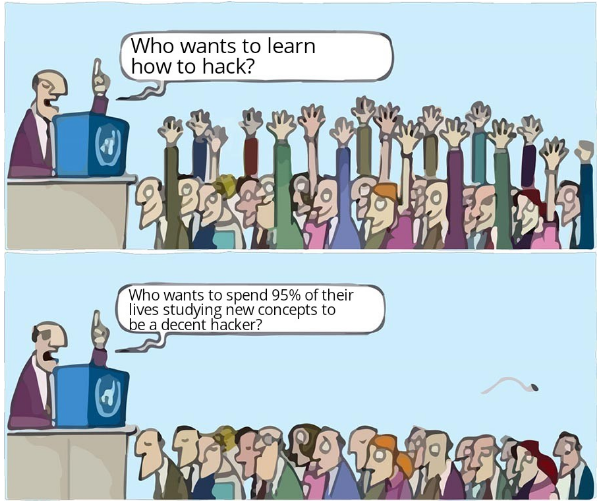 Who wants to learn
how to hack?
Who wants to spend 95% of their
lives studying new concepts to
be a decent hacker?